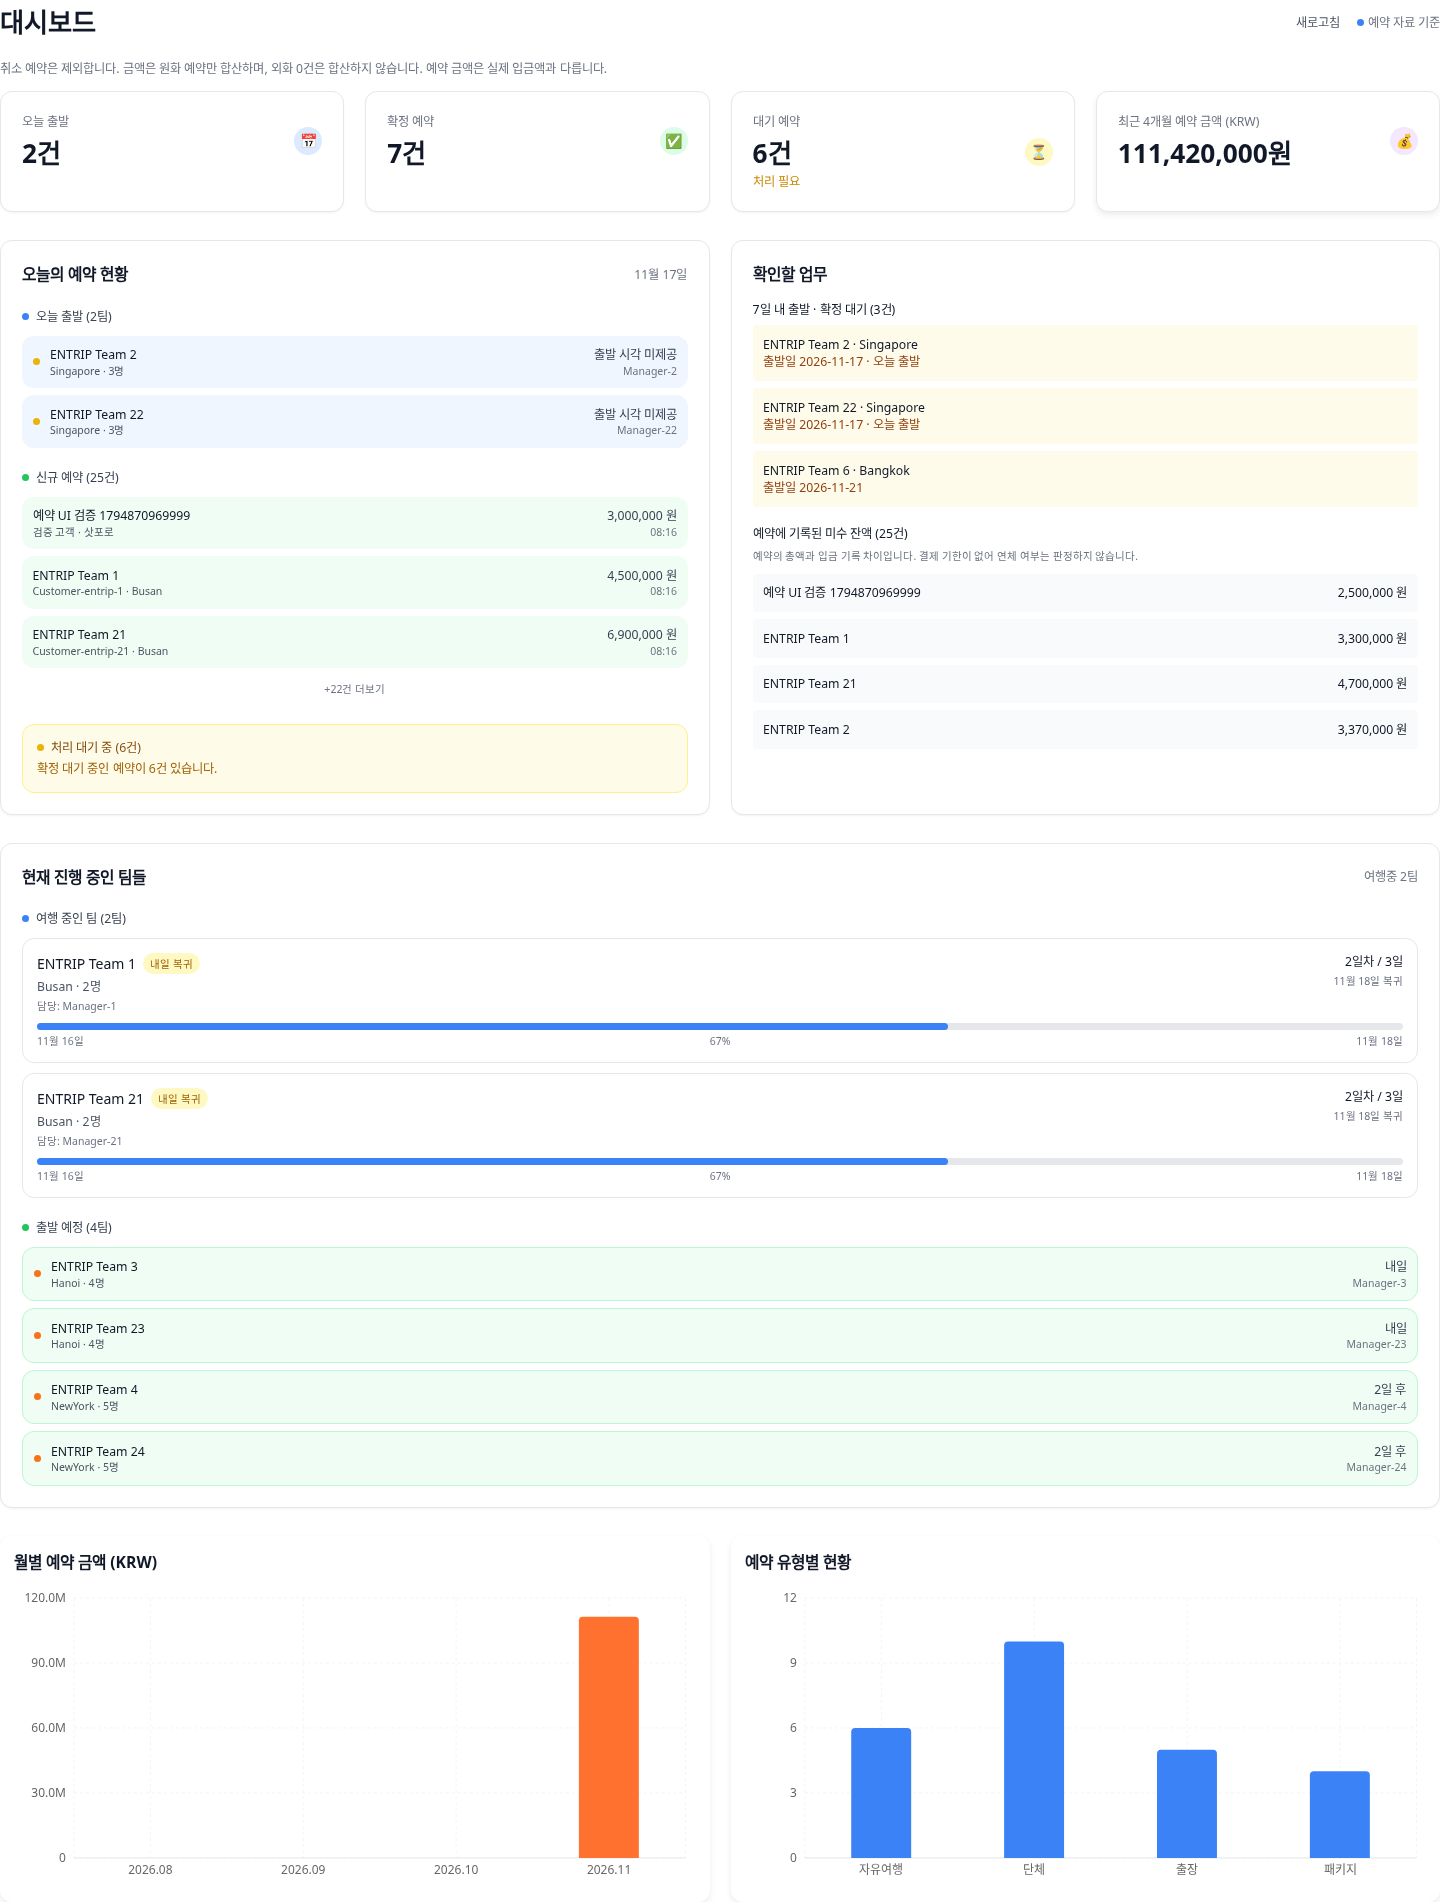 대시보드
새로고침
예약 자료 기준
취소 예약은 제외합니다. 금액은 원화 예약만 합산하며, 외화 0건은 합산하지 않습니다. 예약 금액은 실제 입금액과 다릅니다.
오늘 출발
2건
확정 예약
7건
대기 예약
6건
처리 필요
최근 4개월 예약 금액 (KRW)
111,420,000원
오늘의 예약 현황
11월 17일
오늘 출발 (2팀)
ENTRIP Team 2
출발 시각 미제공
Singapore · 3명
Manager-2
ENTRIP Team 22
출발 시각 미제공
Singapore · 3명
Manager-22
신규 예약 (25건)
예약 UI 검증 1794870969999
3,000,000 원
검증 고객 · 삿포로
08:16
ENTRIP Team 1
4,500,000 원
Customer-entrip-1 · Busan
08:16
ENTRIP Team 21
6,900,000 원
Customer-entrip-21 · Busan
08:16
+22건 더보기
처리 대기 중 (6건)
확정 대기 중인 예약이 6건 있습니다.
확인할 업무
7일 내 출발 · 확정 대기 (3건)
ENTRIP Team 2 · Singapore
출발일 2026-11-17 · 오늘 출발
ENTRIP Team 22 · Singapore
출발일 2026-11-17 · 오늘 출발
ENTRIP Team 6 · Bangkok
출발일 2026-11-21
예약에 기록된 미수 잔액 (25건)
예약의 총액과 입금 기록 차이입니다. 결제 기한이 없어 연체 여부는 판정하지 않습니다.
예약 UI 검증 1794870969999
2,500,000 원
ENTRIP Team 1
3,300,000 원
ENTRIP Team 21
4,700,000 원
ENTRIP Team 2
3,370,000 원
현재 진행 중인 팀들
여행중 2팀
여행 중인 팀 (2팀)
ENTRIP Team 1
내일 복귀
2일차 / 3일
Busan · 2명
11월 18일 복귀
담당: Manager-1
11월 16일
67%
11월 18일
ENTRIP Team 21
내일 복귀
2일차 / 3일
Busan · 2명
11월 18일 복귀
담당: Manager-21
11월 16일
67%
11월 18일
출발 예정 (4팀)
ENTRIP Team 3
내일
Hanoi · 4명
Manager-3
ENTRIP Team 23
내일
Hanoi · 4명
Manager-23
ENTRIP Team 4
2일 후
NewYork · 5명
Manager-4
ENTRIP Team 24
2일 후
NewYork · 5명
Manager-24
월별 예약 금액 (KRW)
120.0M
90.0M
60.0M
30.0M
0
2026.08
2026.09
2026.10
2026.11
예약 유형별 현황
12
9
6
3
0
자유여행
단체
출장
패키지